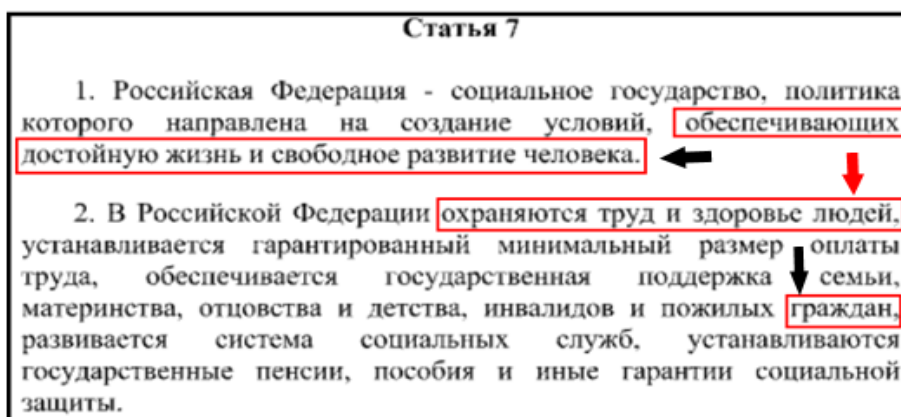 Статья 7
1. Российская Федерация - социальное государство, политика
которого направлена на создание условий, обеспечивающих
достойную жизнь и свободное развитие человека.
2. В Российской Федерации охраняются труд и здоровье людей,
устанавливается гарантированный минимальный размер оплаты
труда, обеспечивается государственная поддержка семьи,
материнства, отцовства и детства, инвалидов и пожилых граждан,
развивается система социальных служб, устанавливаются
государственные пенсии, пособия и иные гарантии социальной
защиты.